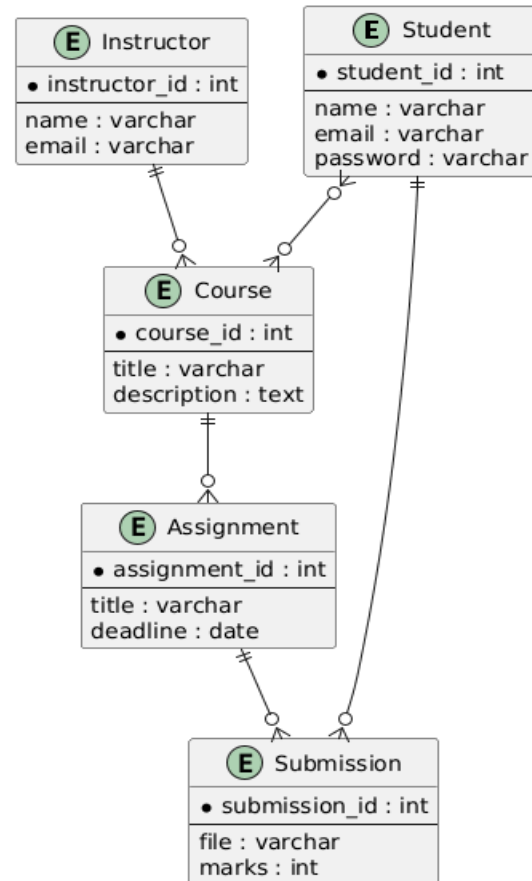 E Instructor
• instructor_id : int
name : varchar
email : varchar
E Student
• student_id : int
name : varchar
email : varchar
password : varchar
E Course
• course_id : int
title : varchar
description : text
E Assignment
• assignment_id : int
title : varchar
deadline : date
E Submission
• submission_id : int
file : varchar
marks : int